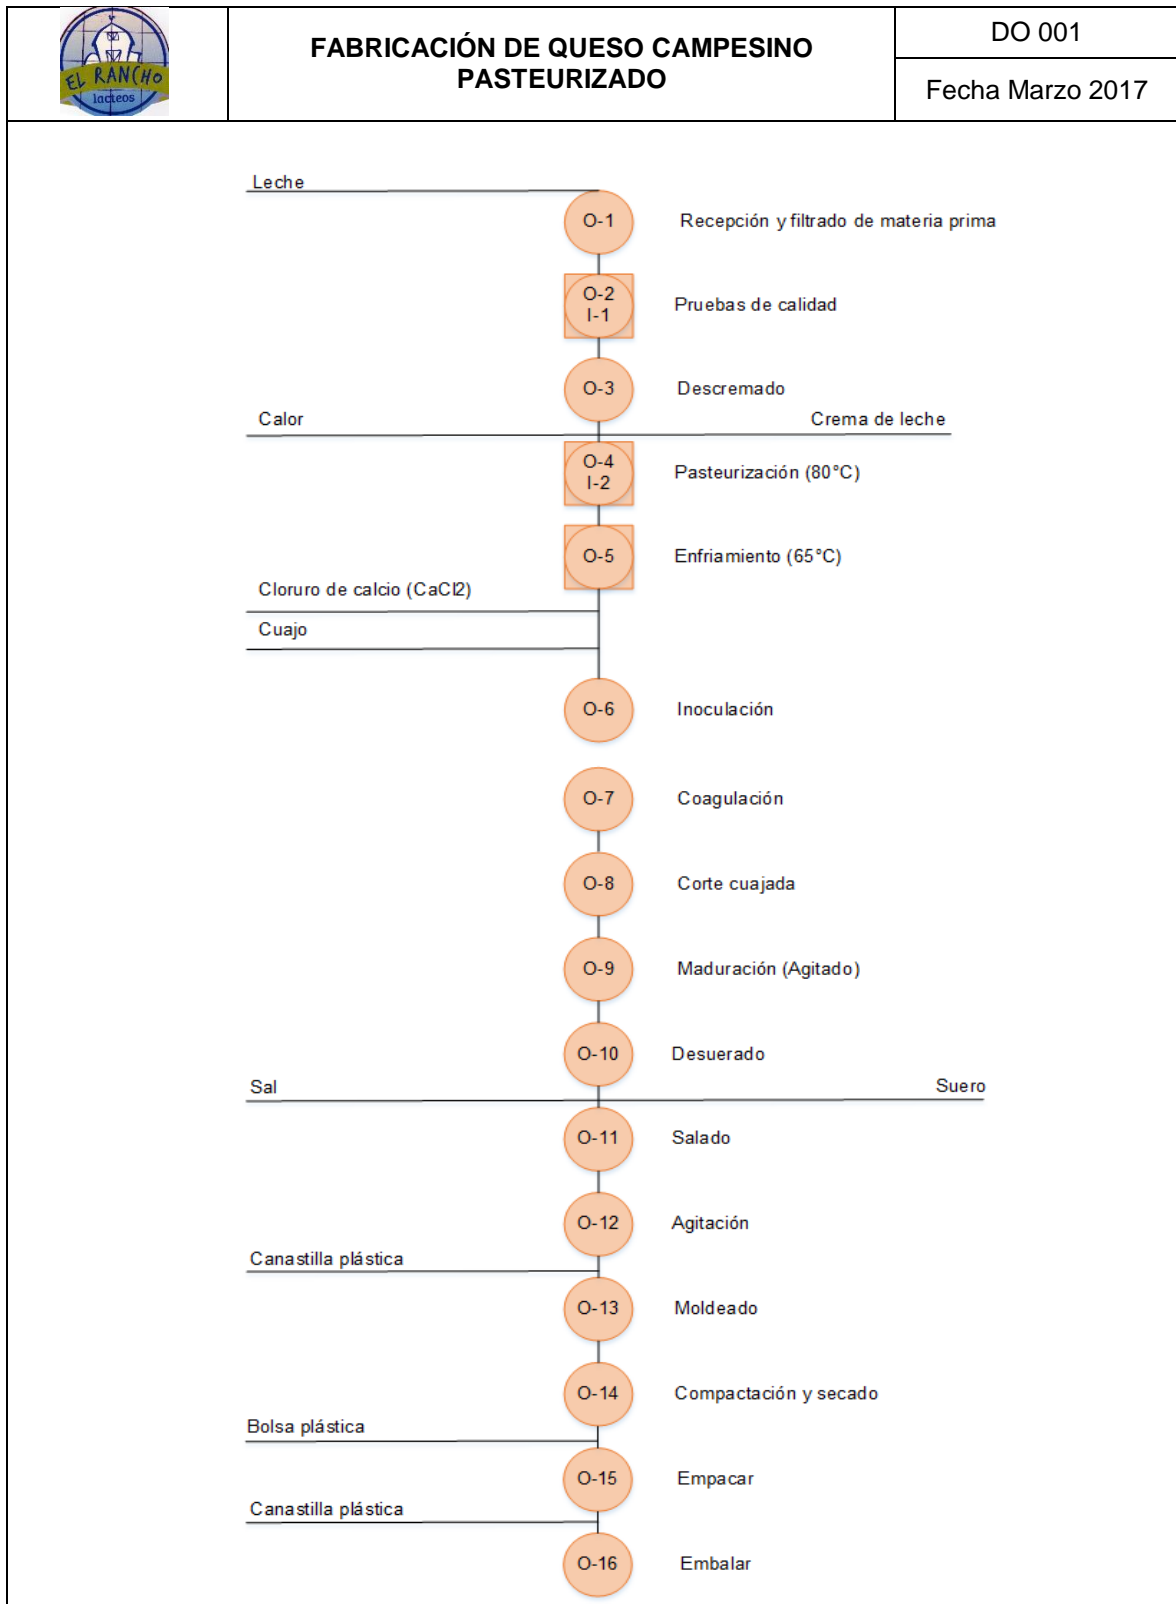 EL RANCHO
lacteos
FABRICACIÓN DE QUESO CAMPESINO
PASTEURIZADO
DO 001
Fecha Marzo 2017
Leche
O-1
Recepción y filtrado de materia prima
O-2
I-1
Pruebas de calidad
O-3
Descremado
Calor
Crema de leche
O-4
I-2
Pasteurización (80°C)
O-5
Enfriamiento (65°C)
Cloruro de calcio (CaCl2)
Cuajo
O-6
Inoculación
O-7
Coagulación
O-8
Corte cuajada
O-9
Maduración (Agitado)
O-10
Desuerado
Sal
Suero
O-11
Salado
O-12
Agitación
Canastilla plástica
O-13
Moldeado
O-14
Compactación y secado
Bolsa plástica
O-15
Empacar
Canastilla plástica
O-16
Embalar